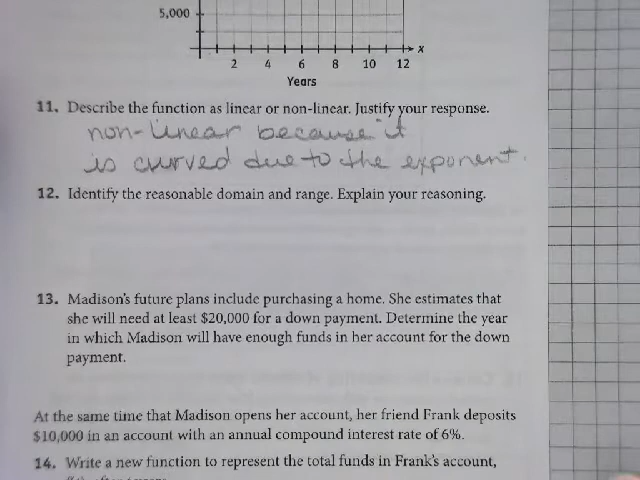 5,000
x
2 4 6 8 10 12
Years
11. Describe the function as linear or non-linear. Justify your response.
non-linear because it
is curved due to the exponent.
12. Identify the reasonable domain and range. Explain your reasoning.
13. Madison's future plans include purchasing a home. She estimates that
she will need at least $20,000 for a down payment. Determine the year
in which Madison will have enough funds in her account for the down
payment.
At the same time that Madison opens her account, her friend Frank deposits
$10,000 in an account with an annual compound interest rate of 6%.
14. Write a new function to represent the total funds in Frank's account,